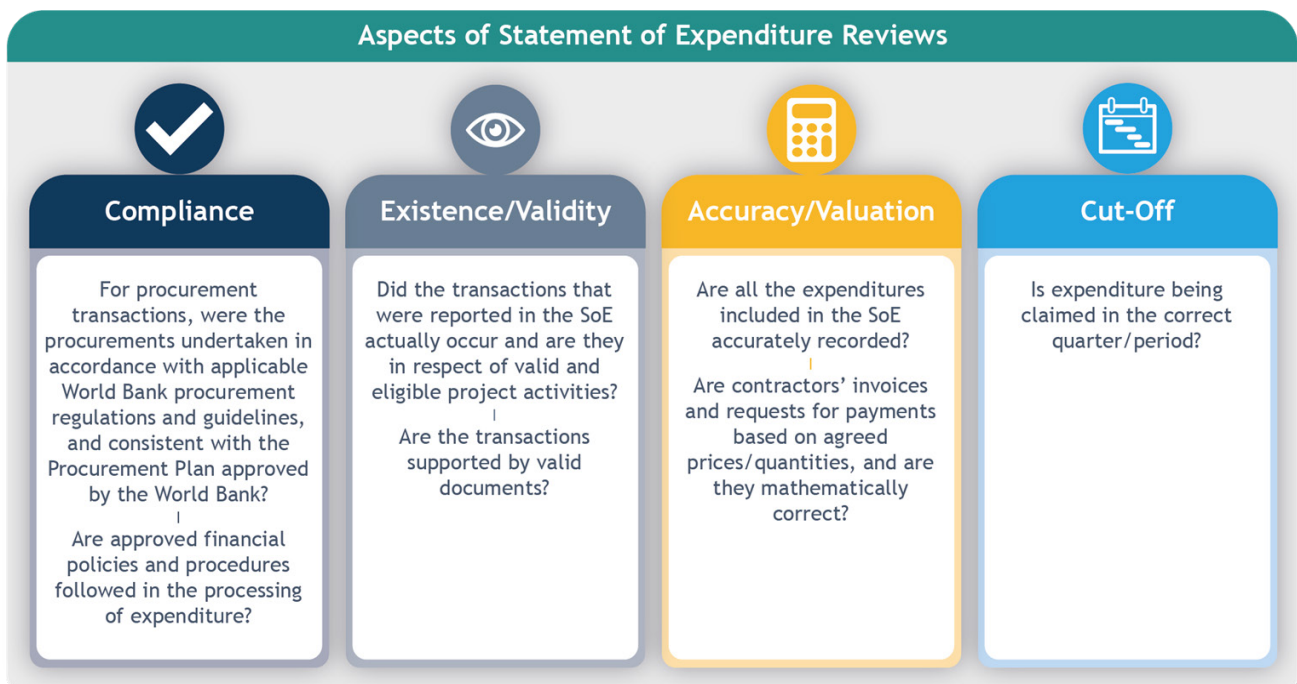 Aspects of Statement of Expenditure Reviews
Compliance
For procurement
transactions, were the
procurements undertaken in
accordance with applicable
World Bank procurement
regulations and guidelines,
and consistent with the
Procurement Plan approved
by the World Bank?
Are approved financial
policies and procedures
followed in the processing
of expenditure?
Existence/Validity
Did the transactions that
were reported in the SoE
actually occur and are they
in respect of valid and
eligible project activities?
Are the transactions
supported by valid
documents?
Accuracy/Valuation
Are all the expenditures
included in the SoE
accurately recorded?
Are contractors’ invoices
and requests for payments
based on agreed
prices/quantities, and are
they mathematically
correct?
Cut-Off
Is expenditure being
claimed in the correct
quarter/period?